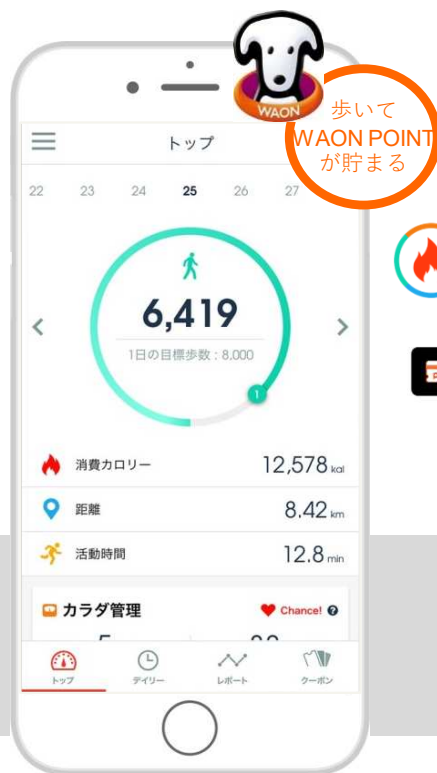 WAON
歩いて
WAON POINT
が貯まる
トップ
22 23 24 25 26 27
6,419
1日の目標歩数：8,000
1
消費カロリー 12,578 kal
距離 8.42 km
活動時間 12.8 min
カラダ管理 Chance!
トップ デイリー レポート クーポン